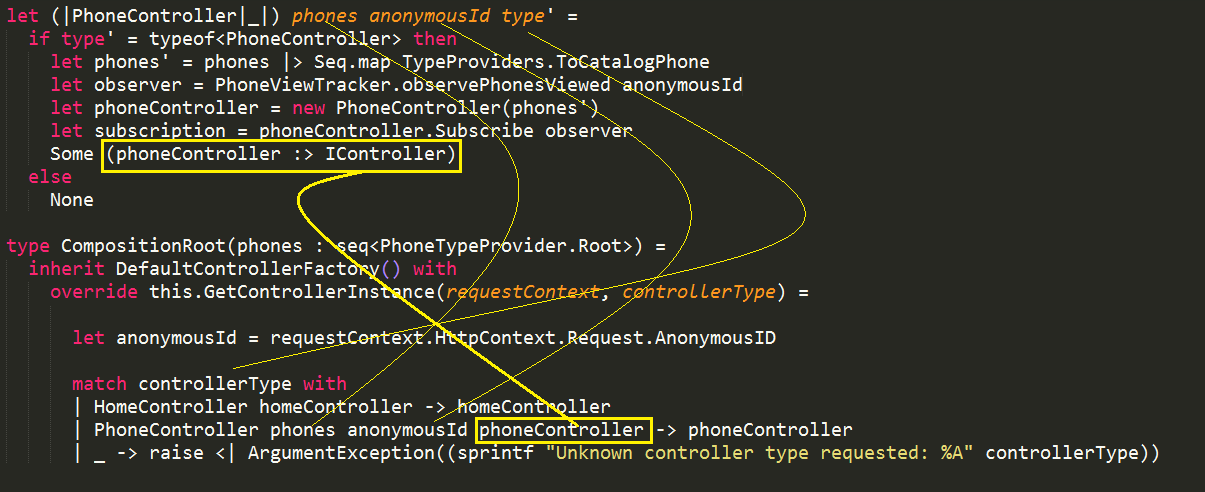 let (|PhoneController|_|) phones anonymousId type' =
if type' = typeof<PhoneController> then
let phones' = phones |> Seq.map TypeProviders.ToCatalogPhone
let observer = PhoneViewTracker.observePhonesViewed anonymousId
let phoneController = new PhoneController(phones')
let subscription = phoneController.Subscribe observer
Some (phoneController :> IController)
else
None
type CompositionRoot(phones : seq<PhoneTypeProvider.Root>) =
inherit DefaultControllerFactory() with
override this.GetControllerInstance(requestContext, controllerType) =
let anonymousId = requestContext.HttpContext.Request.AnonymousID
match controllerType with
| HomeController homeController -> homeController
| PhoneController phones anonymousId phoneController -> phoneController
| _ -> raise <| ArgumentException((sprintf "Unknown controller type requested: %A" controllerType))